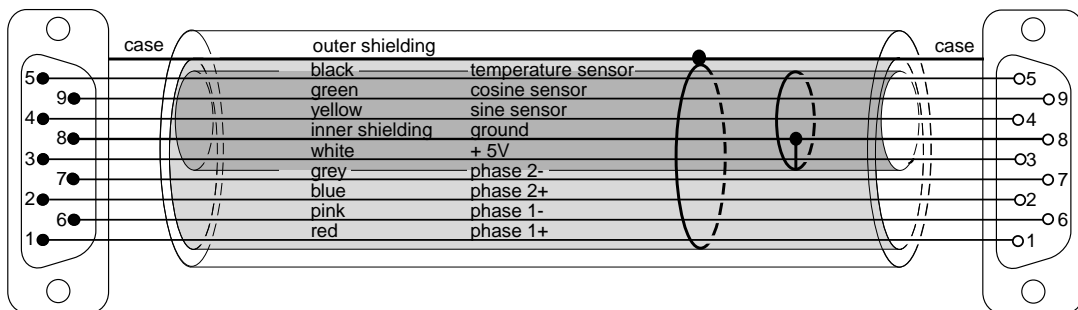 case outer shielding case
5 black temperature sensor 5
9 green cosine sensor 9
4 yellow sine sensor 4
8 inner shielding ground 8
3 white + 5V 3
7 grey phase 2- 7
2 blue phase 2+ 2
6 pink phase 1- 6
1 red phase 1+ 1